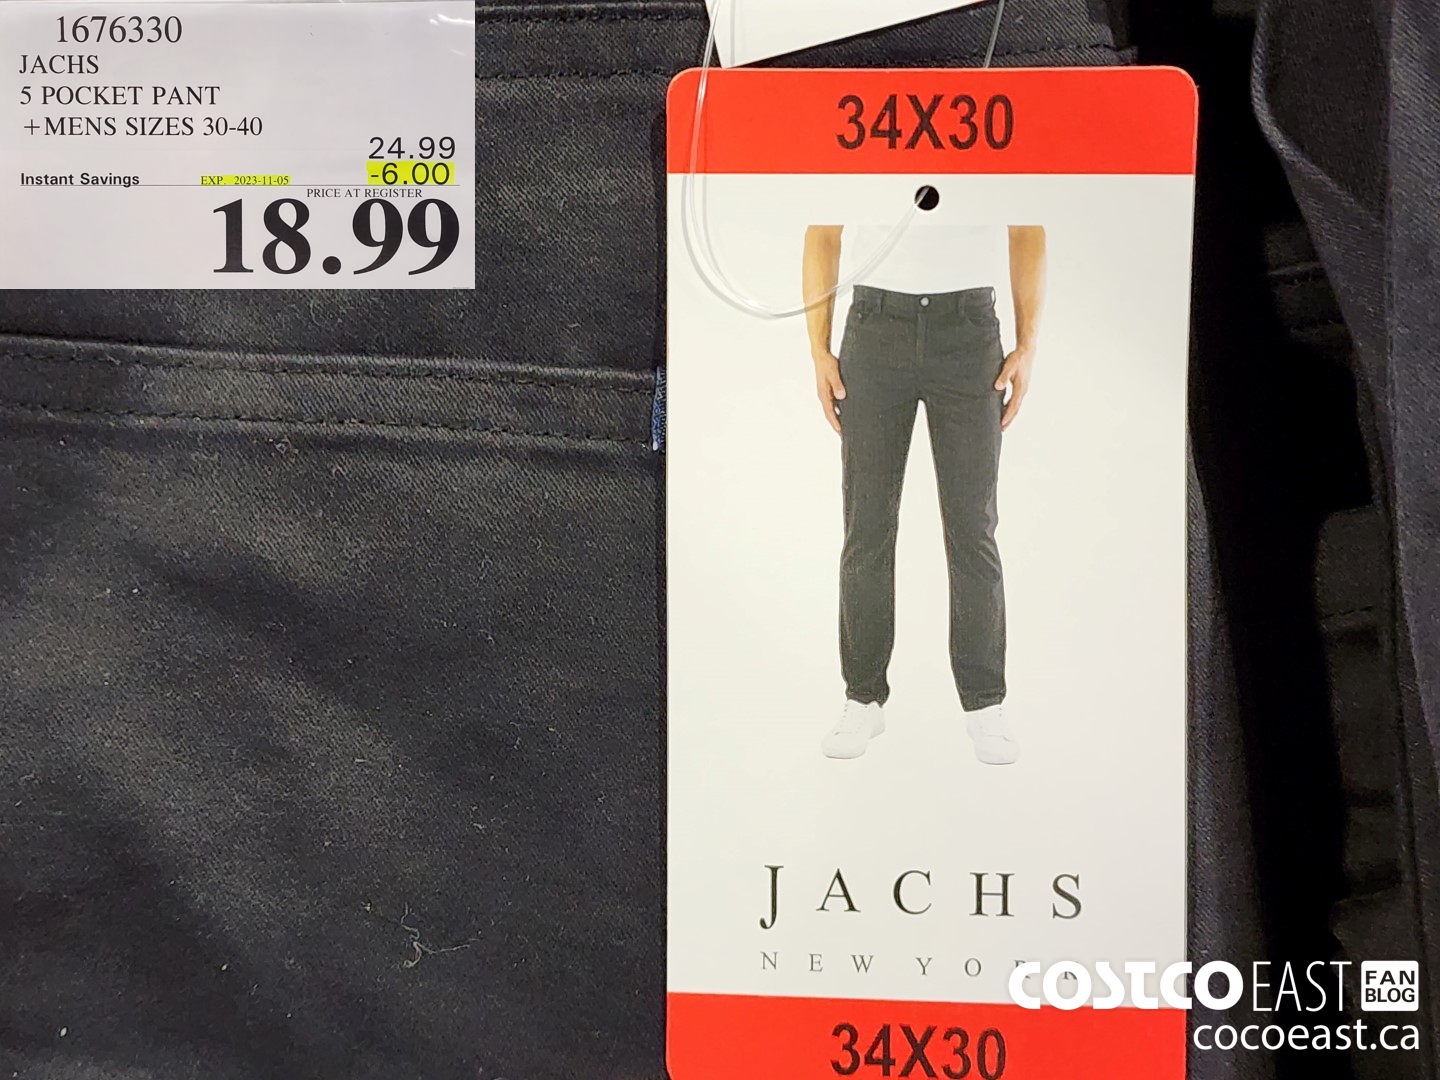 1676330
JACHS
5 POCKET PANT
+MENS SIZES 30-40
24.99
Instant Savings EXP. 2023-11-05 -6.00
PRICE AT REGISTER
18.99
34X30
JACHS
NEW YORK
34X30
COSTCO EAST FAN BLOG
cocoeast.ca